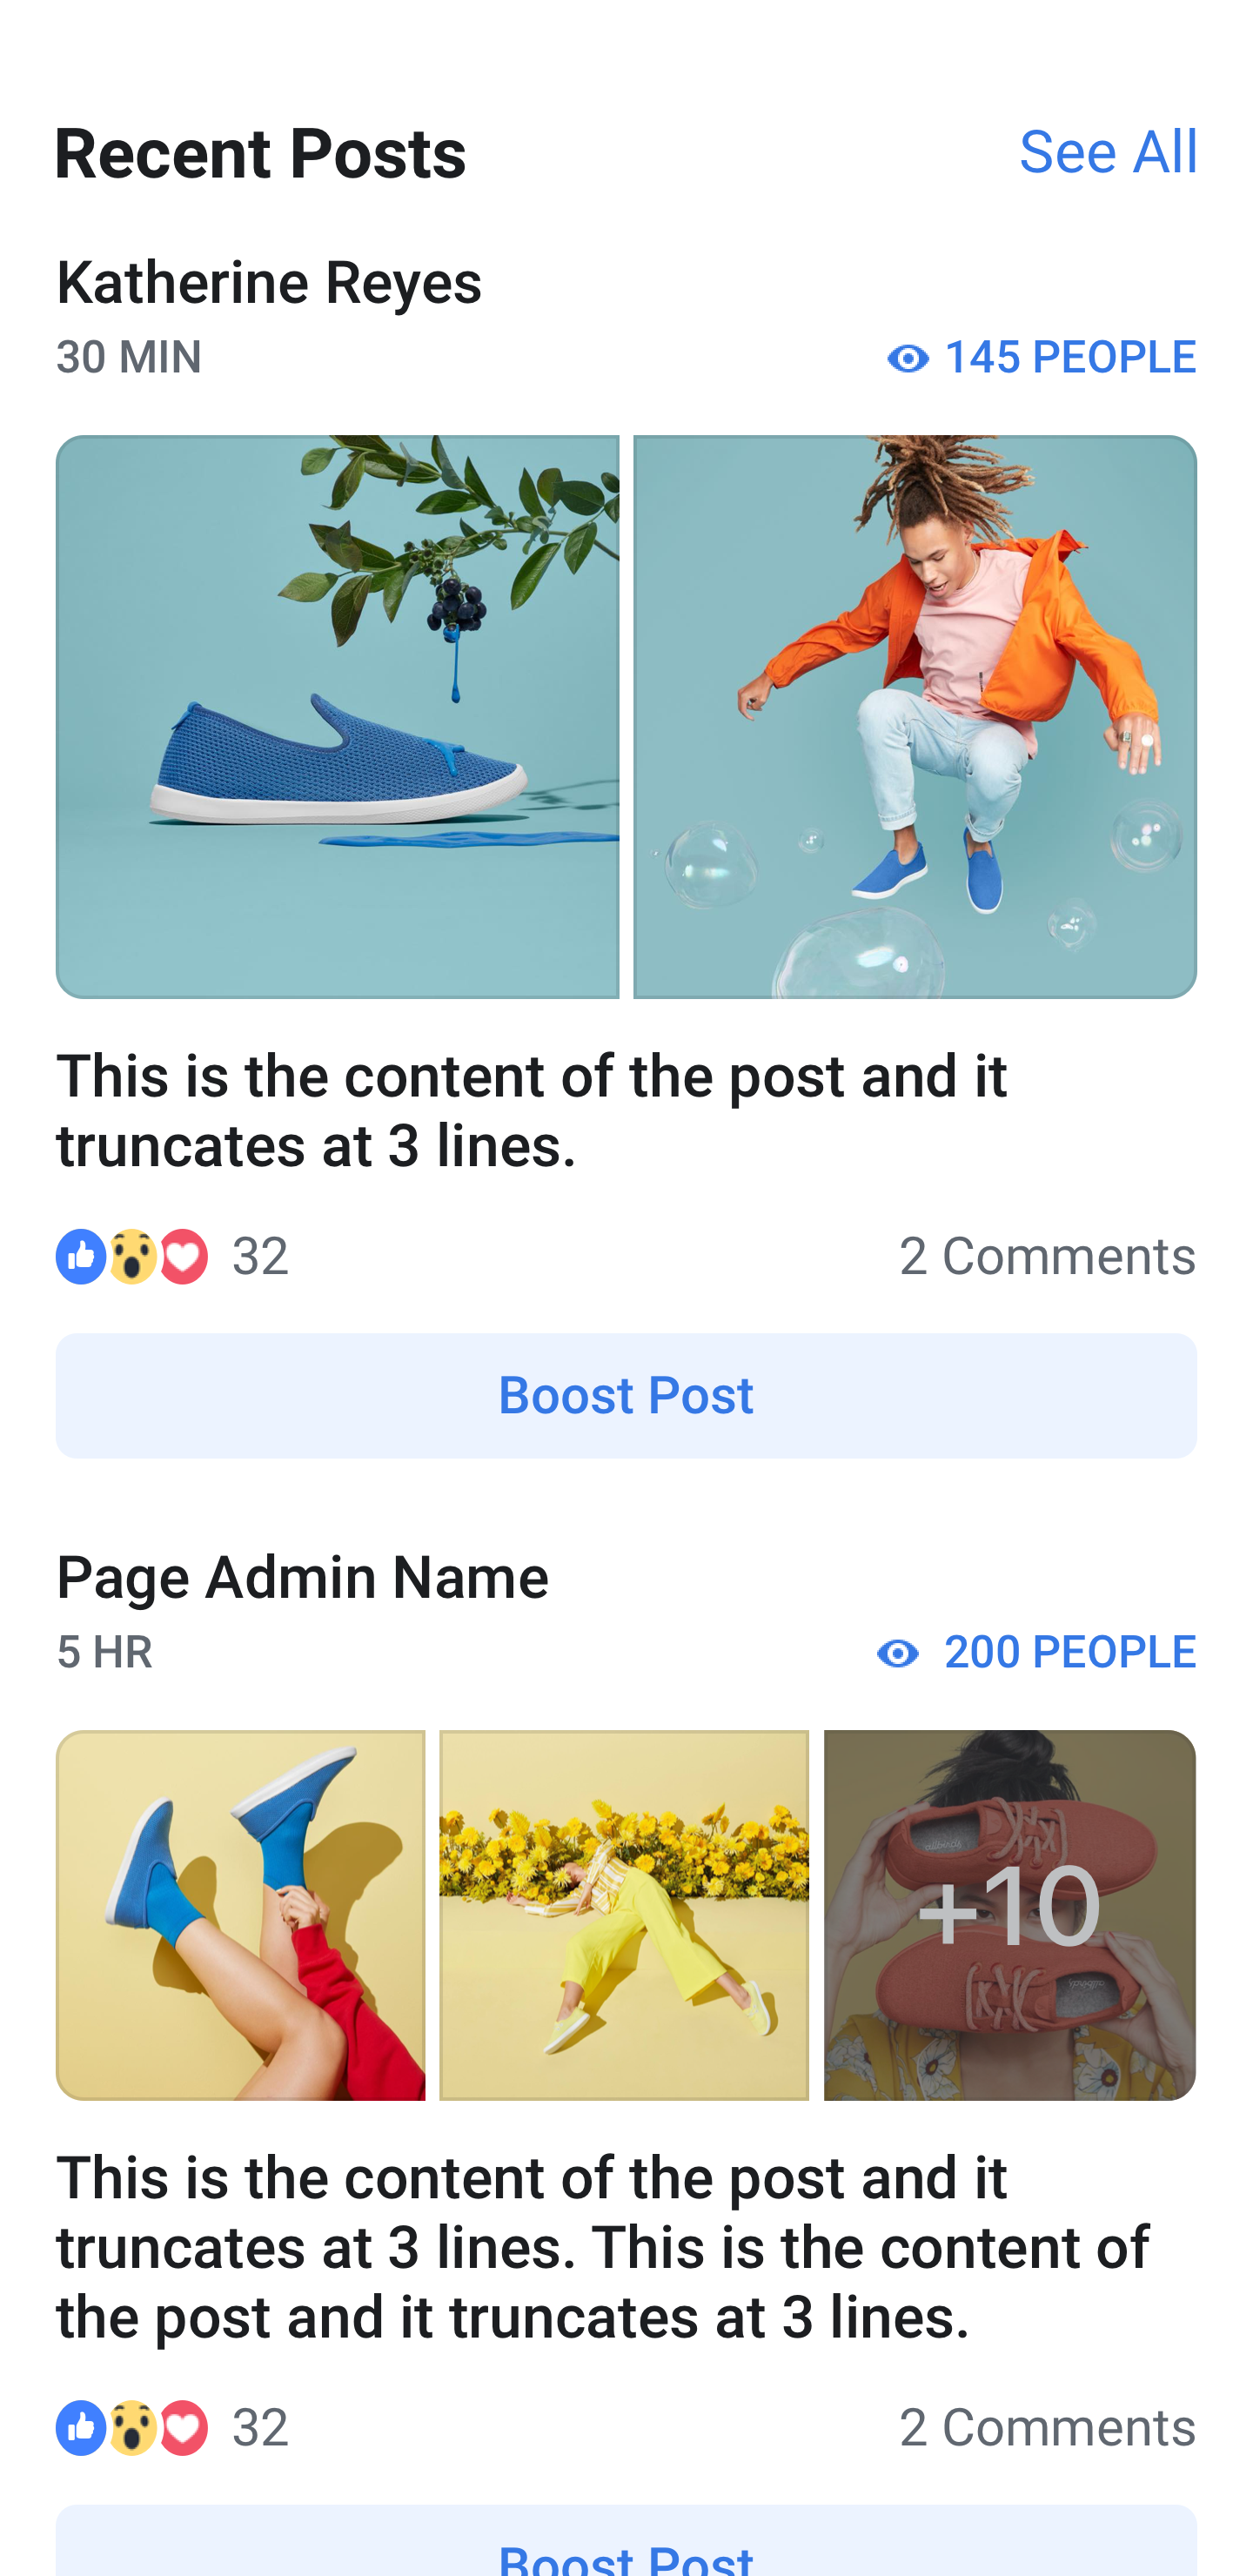 Recent Posts
See All
Katherine Reyes
30 MIN
145 PEOPLE
This is the content of the post and it
truncates at 3 lines.
32
2 Comments
Boost Post
Page Admin Name
5 HR
200 PEOPLE
allbirds
+10
allbirds
This is the content of the post and it
truncates at 3 lines. This is the content of
the post and it truncates at 3 lines.
32
2 Comments
Boost Post